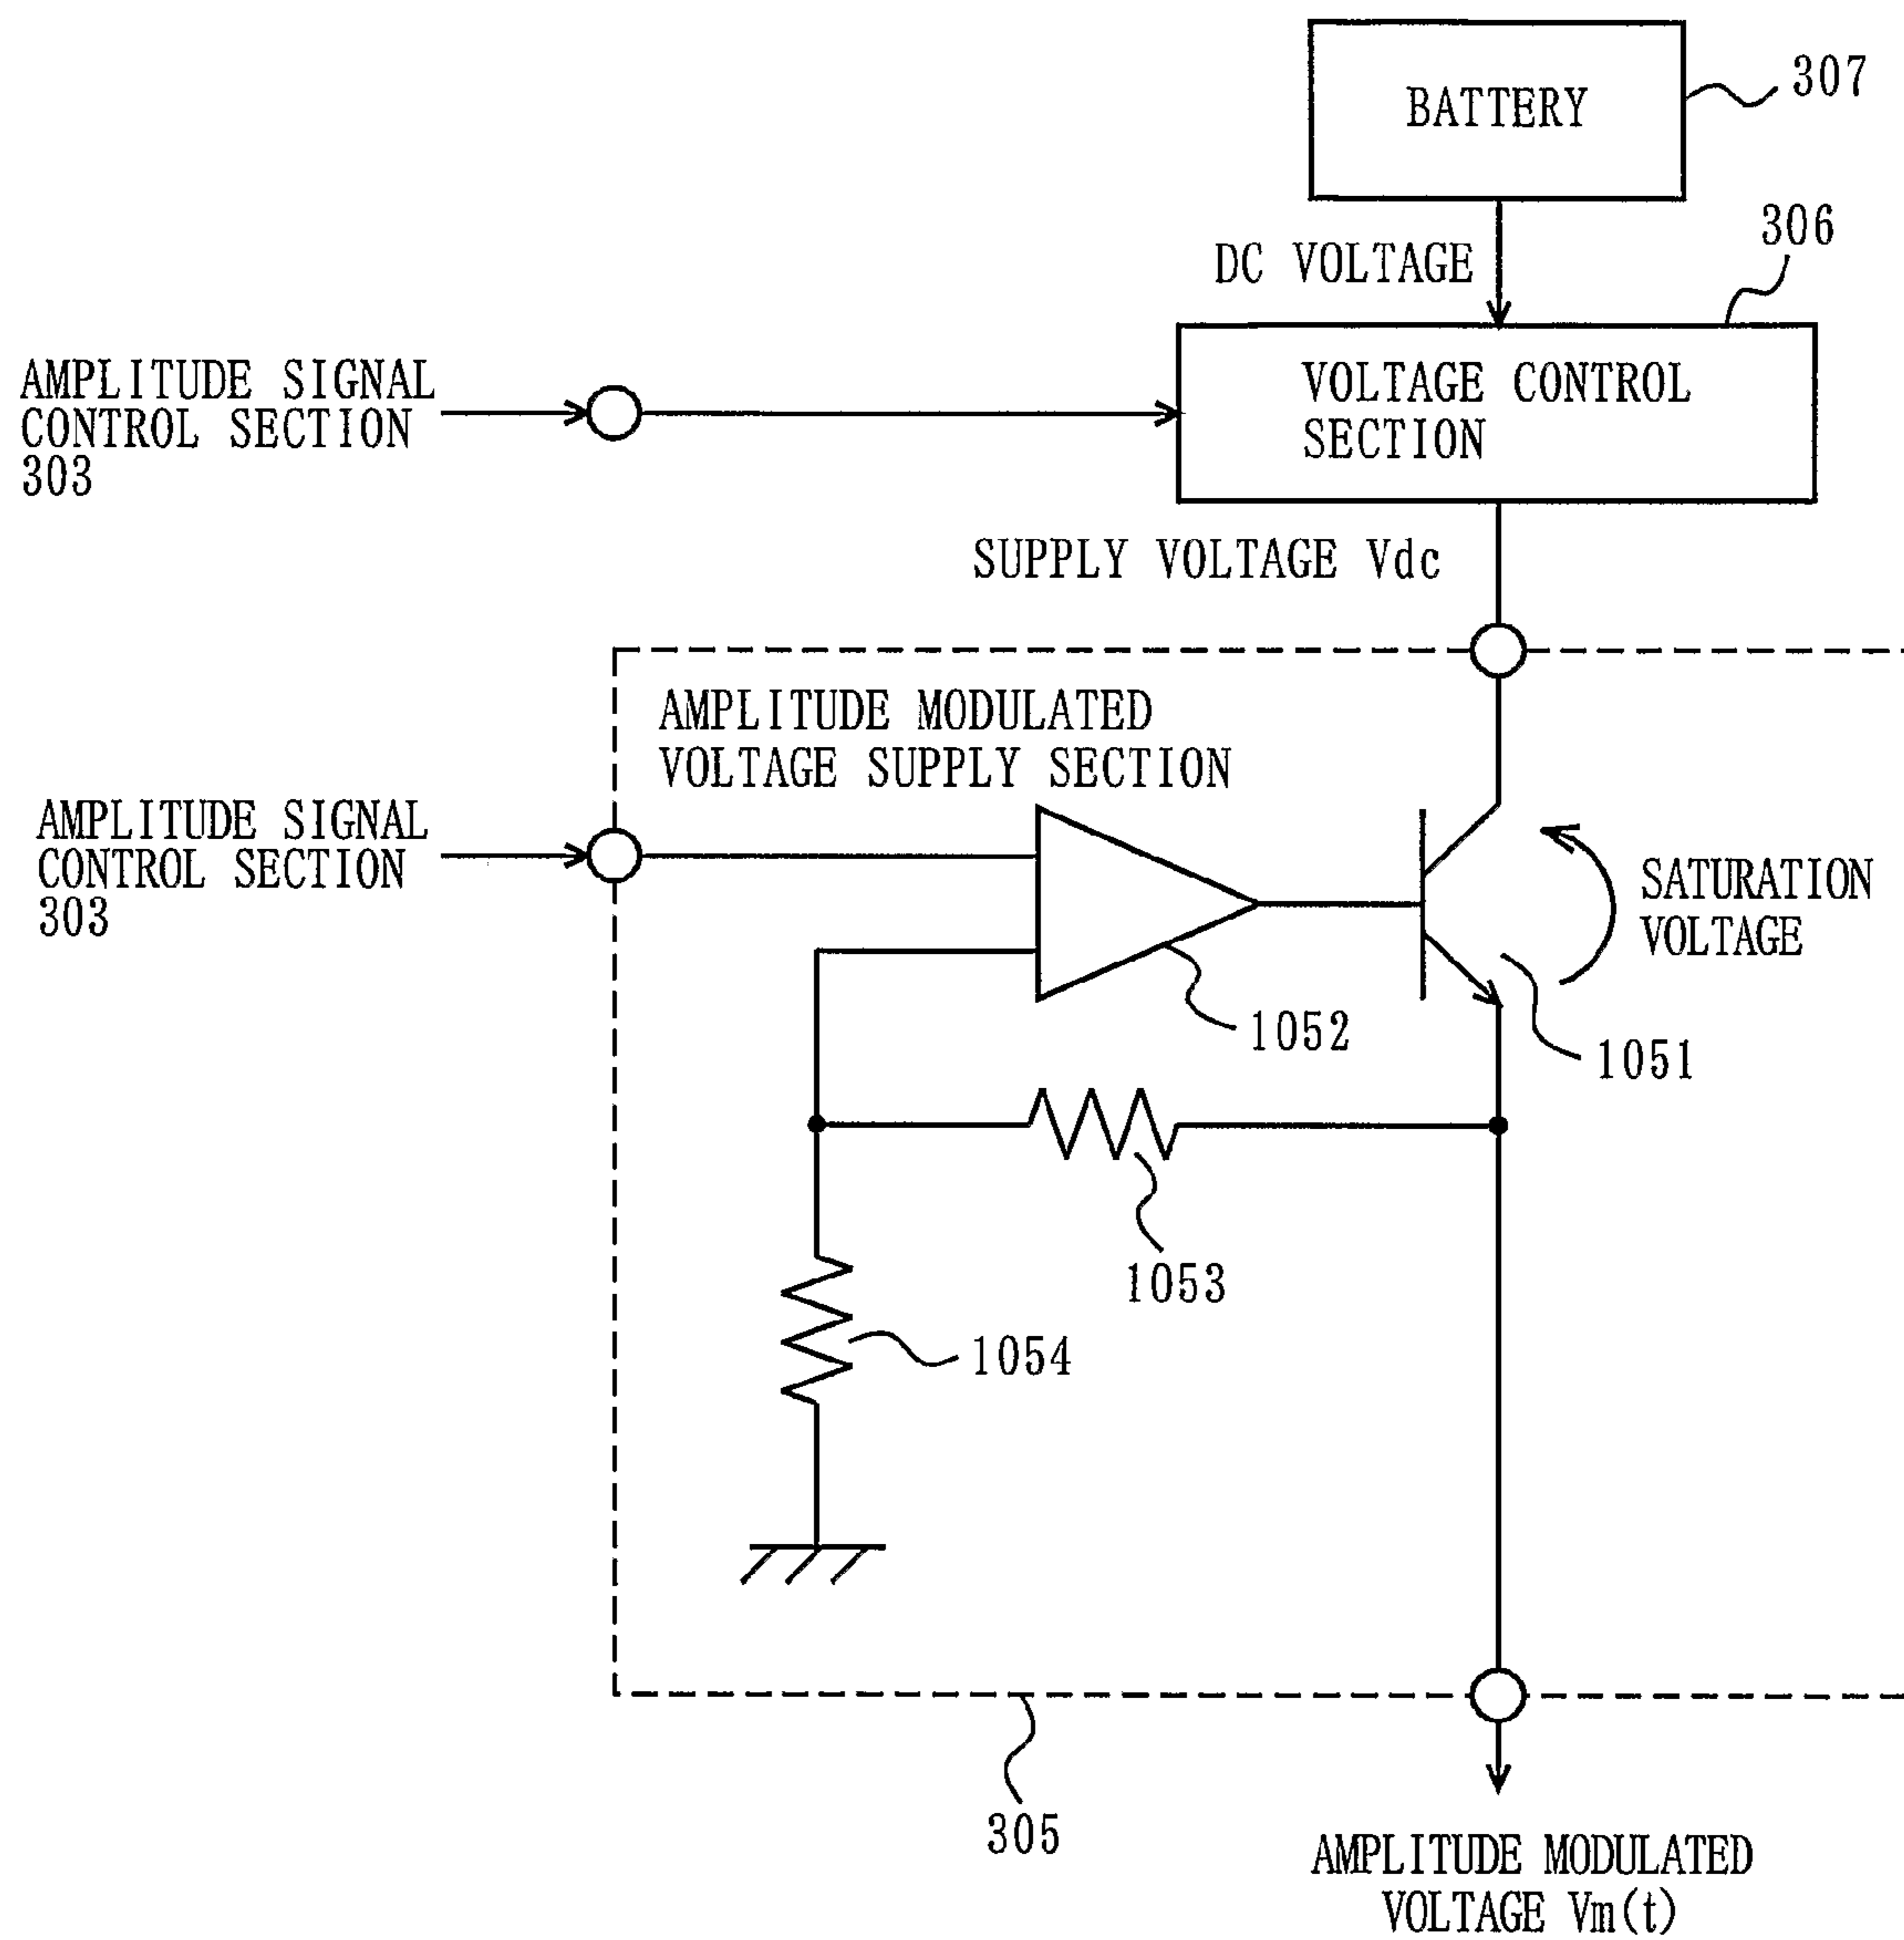 BATTERY
307
306
DC VOLTAGE
AMPLITUDE SIGNAL
CONTROL SECTION
303
VOLTAGE CONTROL
SECTION
SUPPLY VOLTAGE Vdc
AMPLITUDE MODULATED
VOLTAGE SUPPLY SECTION
AMPLITUDE SIGNAL
CONTROL SECTION
303
SATURATION
VOLTAGE
1052
1051
1053
1054
305
AMPLITUDE MODULATED
VOLTAGE Vm(t)